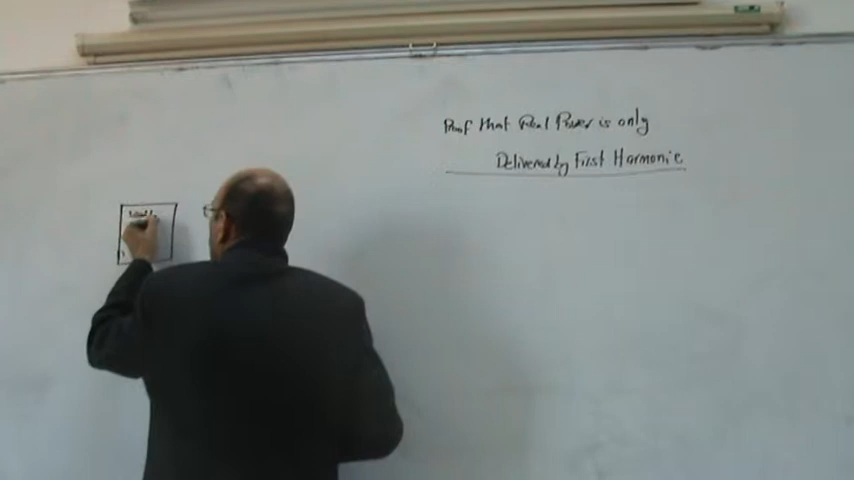 Proof that Real Power is only
Delivered by First Harmonic